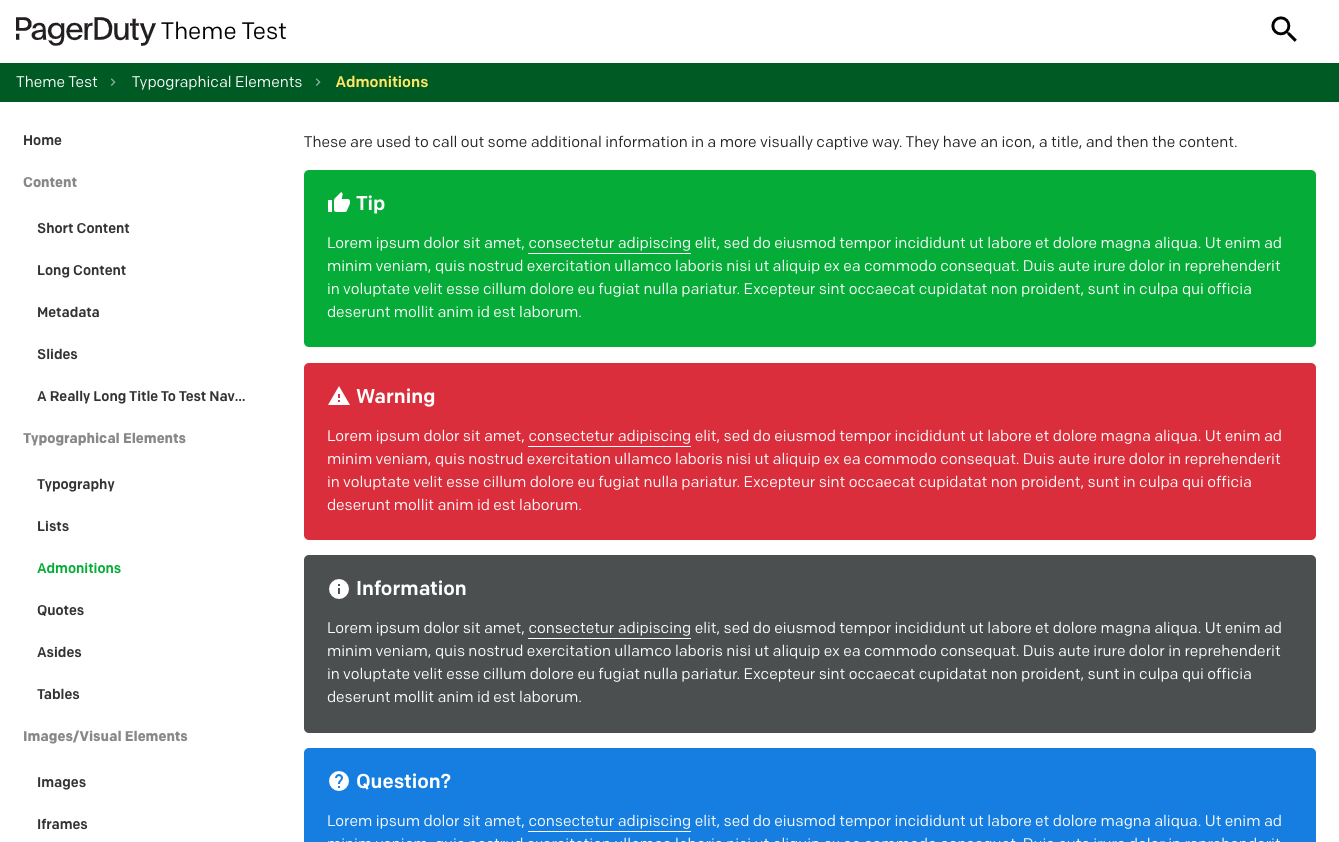 PagerDuty Theme Test
Theme Test > Typographical Elements > Admonitions
Home
Content
Short Content
Long Content
Metadata
Slides
A Really Long Title To Test Nav...
Typographical Elements
Typography
Lists
Admonitions
Quotes
Asides
Tables
Images/Visual Elements
Images
Iframes
These are used to call out some additional information in a more visually captive way. They have an icon, a title, and then the content.
Tip
Lorem ipsum dolor sit amet, consectetur adipiscing elit, sed do eiusmod tempor incididunt ut labore et dolore magna aliqua. Ut enim ad
minim veniam, quis nostrud exercitation ullamco laboris nisi ut aliquip ex ea commodo consequat. Duis aute irure dolor in reprehenderit
in voluptate velit esse cillum dolore eu fugiat nulla pariatur. Excepteur sint occaecat cupidatat non proident, sunt in culpa qui officia
deserunt mollit anim id est laborum.
Warning
Lorem ipsum dolor sit amet, consectetur adipiscing elit, sed do eiusmod tempor incididunt ut labore et dolore magna aliqua. Ut enim ad
minim veniam, quis nostrud exercitation ullamco laboris nisi ut aliquip ex ea commodo consequat. Duis aute irure dolor in reprehenderit
in voluptate velit esse cillum dolore eu fugiat nulla pariatur. Excepteur sint occaecat cupidatat non proident, sunt in culpa qui officia
deserunt mollit anim id est laborum.
Information
Lorem ipsum dolor sit amet, consectetur adipiscing elit, sed do eiusmod tempor incididunt ut labore et dolore magna aliqua. Ut enim ad
minim veniam, quis nostrud exercitation ullamco laboris nisi ut aliquip ex ea commodo consequat. Duis aute irure dolor in reprehenderit
in voluptate velit esse cillum dolore eu fugiat nulla pariatur. Excepteur sint occaecat cupidatat non proident, sunt in culpa qui officia
deserunt mollit anim id est laborum.
Question?
Lorem ipsum dolor sit amet, consectetur adipiscing elit, sed do eiusmod tempor incididunt ut labore et dolore magna aliqua. Ut enim ad